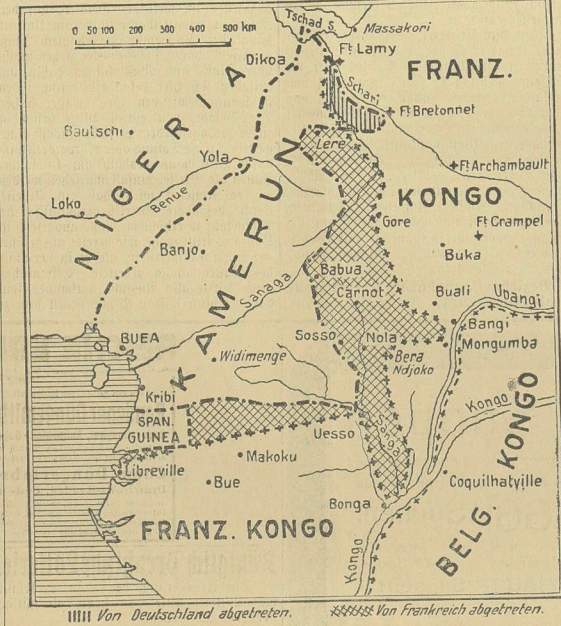 Tschad S.
Massakori
0 50 100 200 300 400 500 km
Dikoa
Ft. Lamy
FRANZ.
Schari
Ft. Bretonnet
Bautschi
NIGERIA
Lere
Yola
Ft. Archambault
Benue
Loko
KONGO
Gore
Ft. Crampel
Banjo
KAMERUN
Buka
Babua
Sanaga
Carnot
Buali
Ubangi
BUEA
Sosso
Nola
Bangi
Mongumba
Widimenge
Bera
Ndjoko
Kribi
Kongo
SPAN.
GUINEA
Uesso
KONGO
Libreville
Makoku
Bue
Coquilhatville
Bonga
FRANZ. KONGO
BELG.
Kongo
Von Deutschland abgetreten.
Von Frankreich abgetreten.